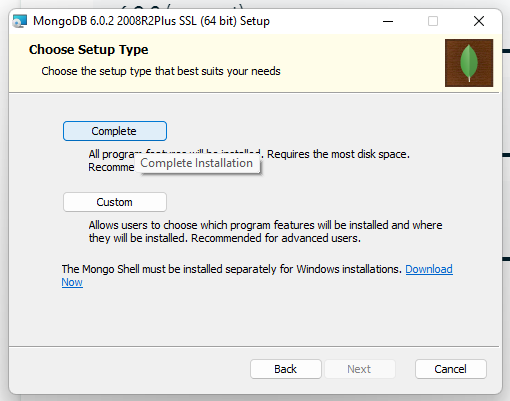 MongoDB 6.0.2 2008R2Plus SSL (64 bit) Setup
Choose Setup Type
Choose the setup type that best suits your needs
Complete
All program features will be installed. Requires the most disk space.
Recomme
Complete Installation
Custom
Allows users to choose which program features will be installed and where
they will be installed. Recommended for advanced users.
The Mongo Shell must be installed separately for Windows installations. Download
Now
Back
Next
Cancel